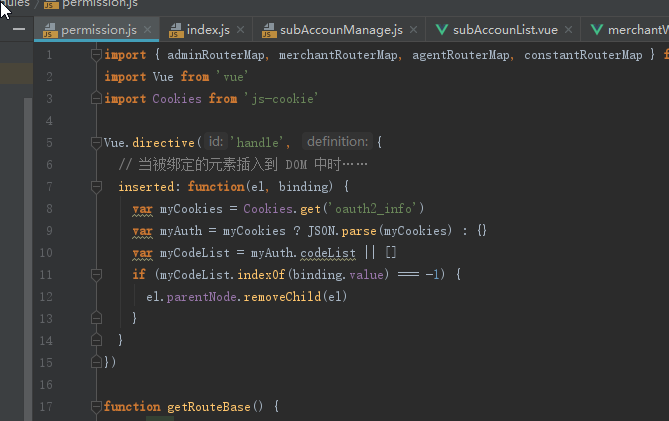 permission.js
permission.js index.js subAccounManage.js subAccounList.vue
1 import { adminRouterMap, merchantRouterMap, agentRouterMap, constantRouterMap }
2 import Vue from 'vue'
3 import Cookies from 'js-cookie'
4
5 Vue.directive( id: 'handle', definition: {
6 // 当被绑定的元素插入到 DOM 中时……
7 inserted: function(el, binding) {
8 var myCookies = Cookies.get('oauth2_info')
9 var myAuth = myCookies ? JSON.parse(myCookies) : {}
10 var myCodeList = myAuth.codeList || []
11 if (myCodeList.indexOf(binding.value) === -1) {
12 el.parentNode.removeChild(el)
13 }
14 }
15 })
16
17 function getRouteBase() {